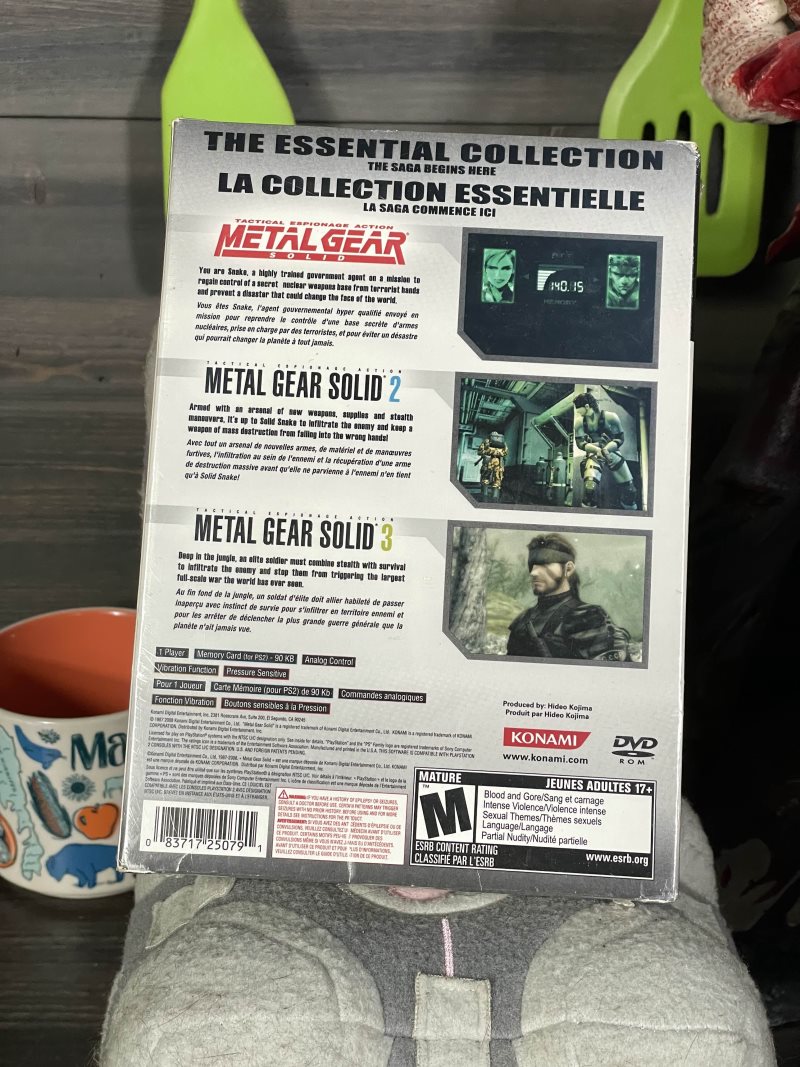 THE ESSENTIAL COLLECTION
THE SAGA BEGINS HERE
LA COLLECTION ESSENTIELLE
LA SAGA COMMENCE ICI
TACTICAL ESPIONAGE ACTION
METAL GEAR
SOLID
You are Snake, a highly trained government agent on a mission to
regain control of a secret nuclear weapons base from terrorist hands
and prevent a disaster that could change the face of the world.
Vous êtes Snake, l'agent gouvernemental hyper qualifié envoyé en
mission pour reprendre le contrôle d'une base secrète d'armes
nucléaires, prise en charge par des terroristes, et pour éviter un désastre
qui pourrait changer la planète à tout jamais.
140.15
MEMORY
TACTICAL ESPIONAGE ACTION
METAL GEAR SOLID 2
Armed with an arsenal of new weapons, supplies and stealth
maneuvers, it's up to Solid Snake to infiltrate the enemy and keep a
weapon of mass destruction from falling into the wrong hands!
Avec tout un arsenal de nouvelles armes, de matériel et de manœuvres
furtives, l'infiltration au sein de l'ennemi et la récupération d'une arme
de destruction massive avant qu'elle ne parvienne à l'ennemi n'en tient
qu'à Solid Snake!
TACTICAL ESPIONAGE ACTION
METAL GEAR SOLID 3
Deep in the jungle, an elite soldier must combine stealth with survival
to infiltrate the enemy and stop them from triggering the largest
full-scale war the world has ever seen.
Au fin fond de la jungle, un soldat d'élite doit allier habileté de passer
inaperçu avec instinct de survie pour s'infiltrer en territoire ennemi et
pour les arrêter de déclencher la plus grande guerre générale que la
planète n'ait jamais vue.
1 Player Memory Card (for PS2) - 90 KB Analog Control
Vibration Function Pressure Sensitive
Pour 1 Joueur Carte Mémoire (pour PS2) de 90 Kb Commandes analogiques
Fonction Vibration Boutons sensibles à la Pression
Produced by: Hideo Kojima
Produit par: Hideo Kojima
KONAMI
www.konami.com
DVD
ROM
MATURE JEUNES ADULTES 17+
M
Blood and Gore/Sang et carnage
Intense Violence/Violence intense
Sexual Themes/Thèmes sexuels
Language/Langage
Partial Nudity/Nudité partielle
ESRB CONTENT RATING
CLASSIFIÉ PAR L'ESRB
www.esrb.org
0 83717 25079 1
Ma